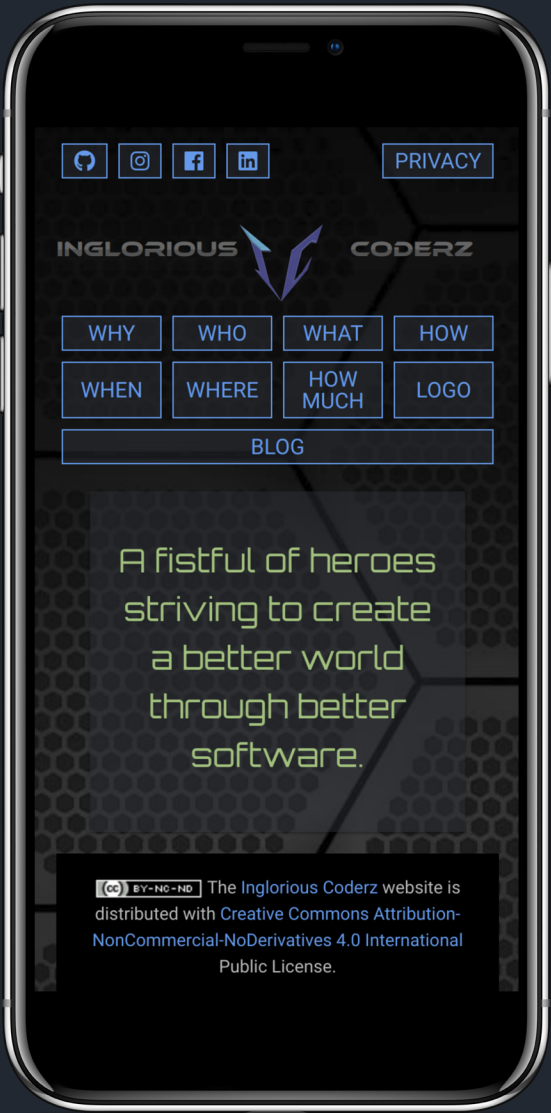 PRIVACY
INGLORIOUS CODERZ
WHY WHO WHAT HOW
WHEN WHERE HOW MUCH LOGO
BLOG
A fistful of heroes
striving to create
a better world
through better
software.
cc BY-NC-ND The Inglorious Coderz website is
distributed with Creative Commons Attribution-
NonCommercial-NoDerivatives 4.0 International
Public License.